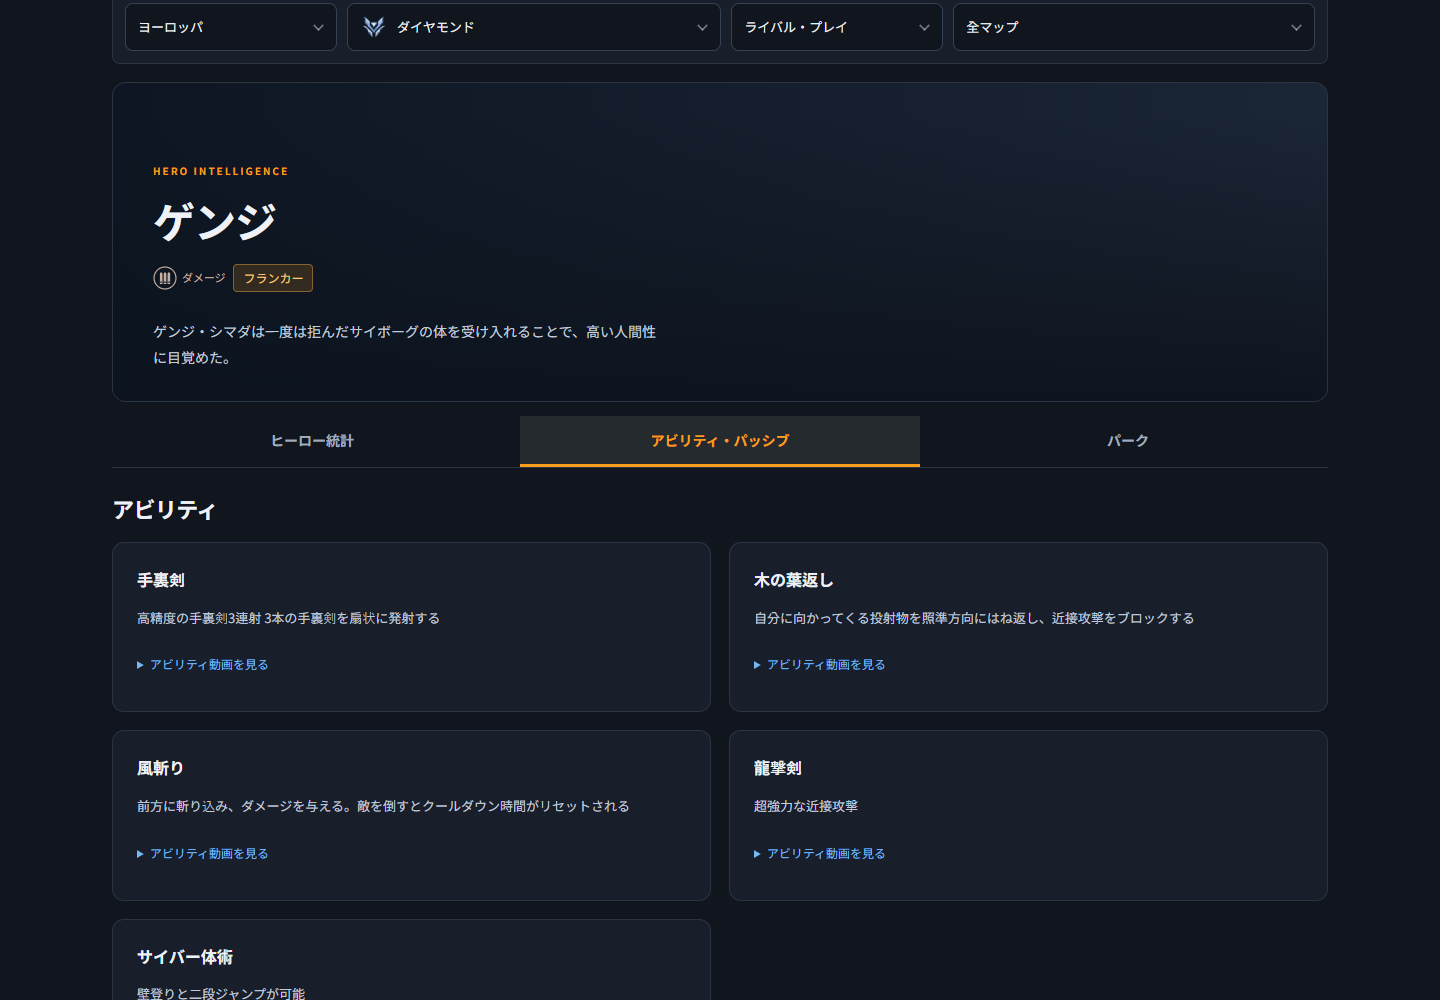 ヨーロッパ
ダイヤモンド
ライバル・プレイ
全マップ
HERO INTELLIGENCE
ゲンジ
ダメージ
フランカー
ゲンジ・シマダは一度は拒んだサイボーグの体を受け入れることで、高い人間性
に目覚めた。
ヒーロー統計
アビリティ・パッシブ
パーク
アビリティ
手裏剣
高精度の手裏剣3連射 3本の手裏剣を扇状に発射する
アビリティ動画を見る
木の葉返し
自分に向かってくる投射物を照準方向にはね返し、近接攻撃をブロックする
アビリティ動画を見る
風斬り
前方に斬り込み、ダメージを与える。敵を倒すとクールダウン時間がリセットされる
アビリティ動画を見る
龍撃剣
超強力な近接攻撃
アビリティ動画を見る
サイバー体術
壁登りと二段ジャンプが可能